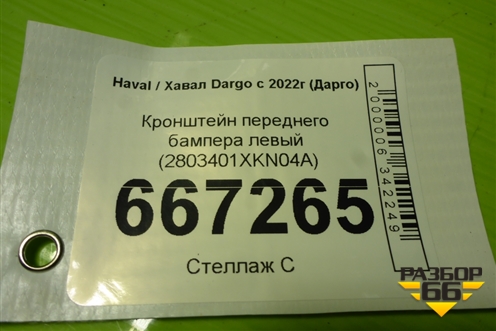 Haval / Хавал Dargo с 2022г (Дарго)
Кронштейн переднего
бампера левый
(2803401XKN04A)
667265
Стеллаж С
2000006342249
РАЗБОР
66